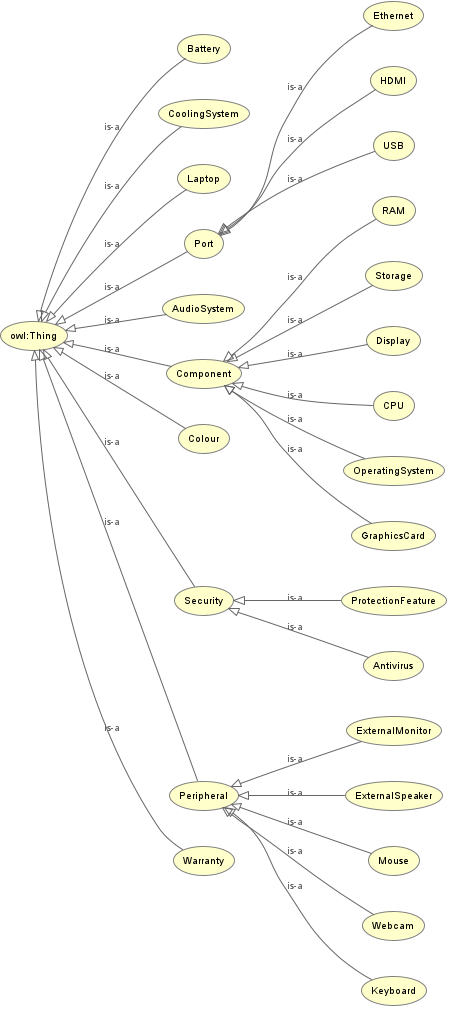 Ethernet
Battery
is-a
HDMI
CoolingSystem
is-a
is-a
USB
Laptop
is-a
is-a
RAM
Port
is-a
Storage
is-a
is-a
AudioSystem
is-a
is-a
owl:Thing
Display
is-a
is-a
Component
CPU
is-a
is-a
Colour
is-a
is-a
OperatingSystem
GraphicsCard
is-a
Security
ProtectionFeature
is-a
is-a
Antivirus
is-a
ExternalMonitor
is-a
is-a
Peripheral
ExternalSpeaker
is-a
Warranty
Mouse
is-a
is-a
Webcam
Keyboard